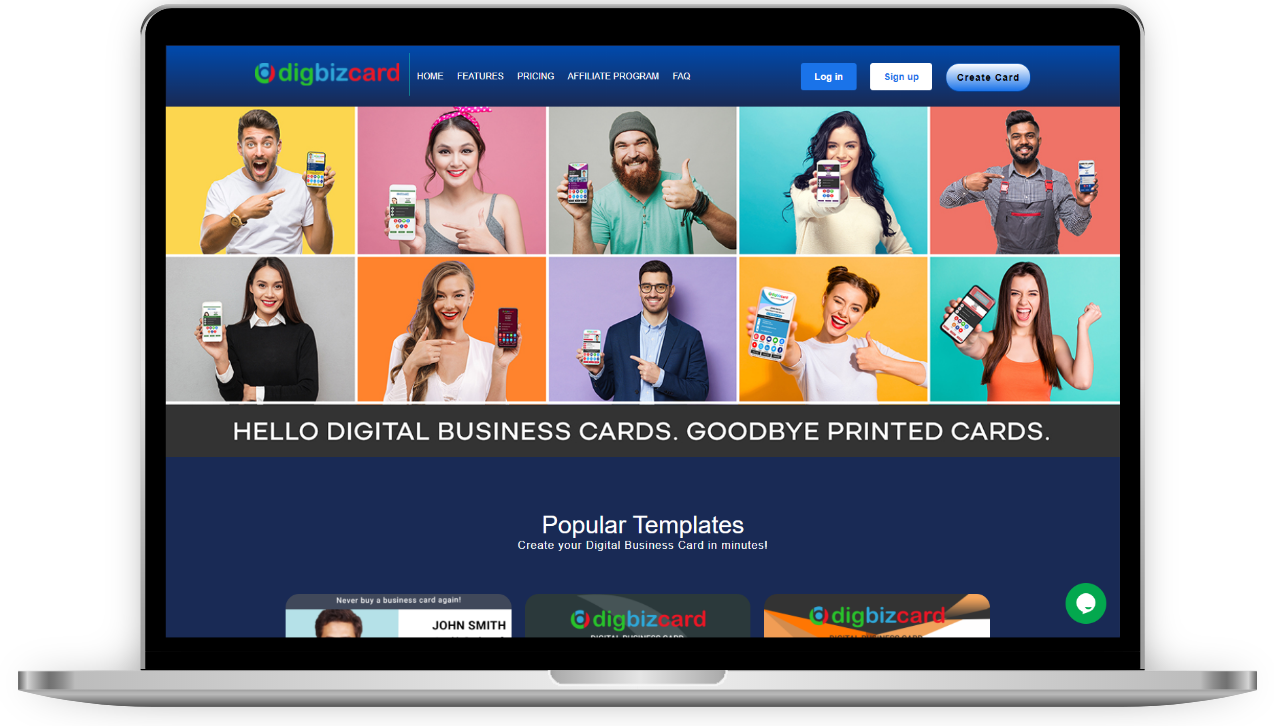 digbizcard
HOME FEATURES PRICING AFFILIATE PROGRAM FAQ
Log in
Sign up
Create Card
HELLO DIGITAL BUSINESS CARDS. GOODBYE PRINTED CARDS.
Popular Templates
Create your Digital Business Card in minutes!
Never buy a business card again!
JOHN SMITH
digbizcard
DIGITAL BUSINESS CARD
digbizcard
DIGITAL BUSINESS CARD